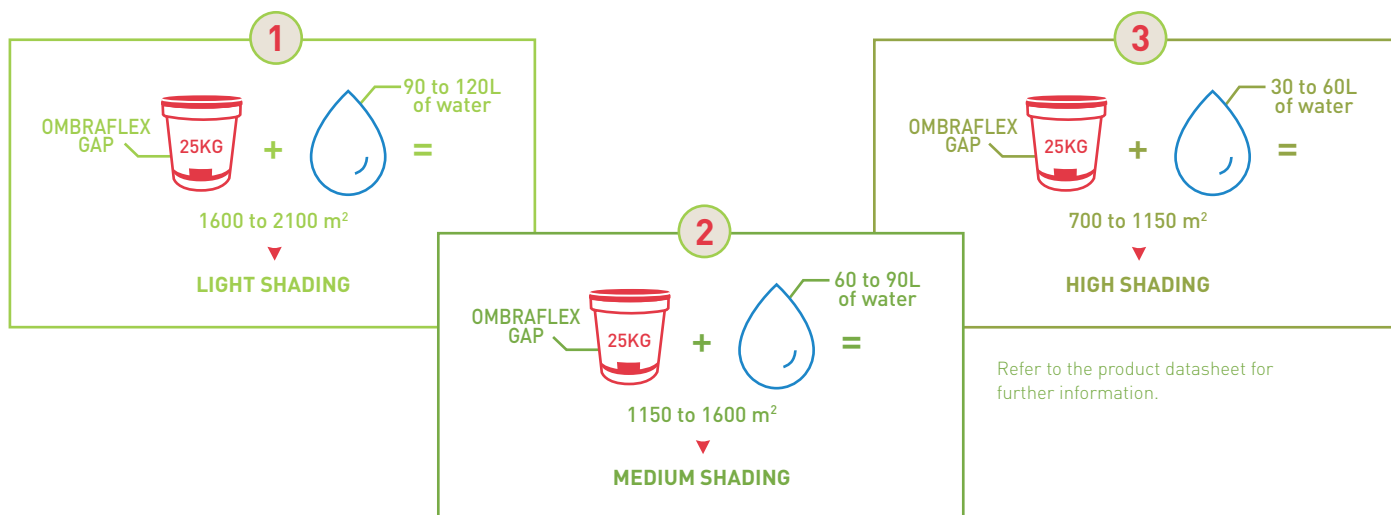 1
90 to 120L
of water
OMBRAFLEX
GAP
25KG
+
=
1600 to 2100 m²
LIGHT SHADING
2
60 to 90L
of water
OMBRAFLEX
GAP
25KG
+
=
1150 to 1600 m²
MEDIUM SHADING
3
30 to 60L
of water
OMBRAFLEX
GAP
25KG
+
=
700 to 1150 m²
HIGH SHADING
Refer to the product datasheet for
further information.